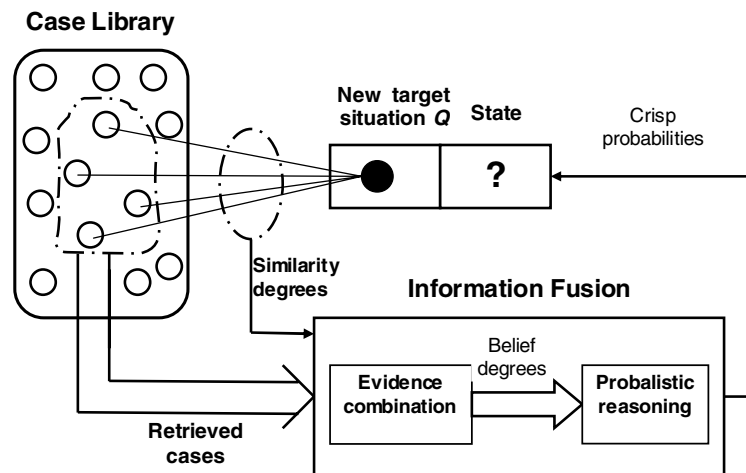 Case Library
New target
situation Q
State
?
Crisp
probabilities
Similarity
degrees
Information Fusion
Belief
degrees
Evidence
combination
Probalistic
reasoning
Retrieved
cases